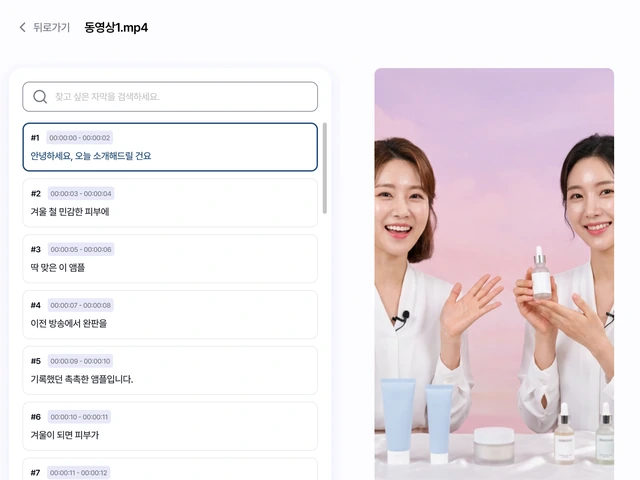 뒤로가기 동영상1.mp4
찾고 싶은 자막을 검색하세요.
#1 00:00:00 - 00:00:02
안녕하세요, 오늘 소개해드릴 건요
#2 00:00:03 - 00:00:04
겨울 철 민감한 피부에
#3 00:00:05 - 00:00:06
딱 맞은 이 앰플
#4 00:00:07 - 00:00:08
이전 방송에서 완판을
#5 00:00:09 - 00:00:10
기록했던 촉촉한 앰플입니다.
#6 00:00:10 - 00:00:11
겨울이 되면 피부가
#7 00:00:11 - 00:00:12